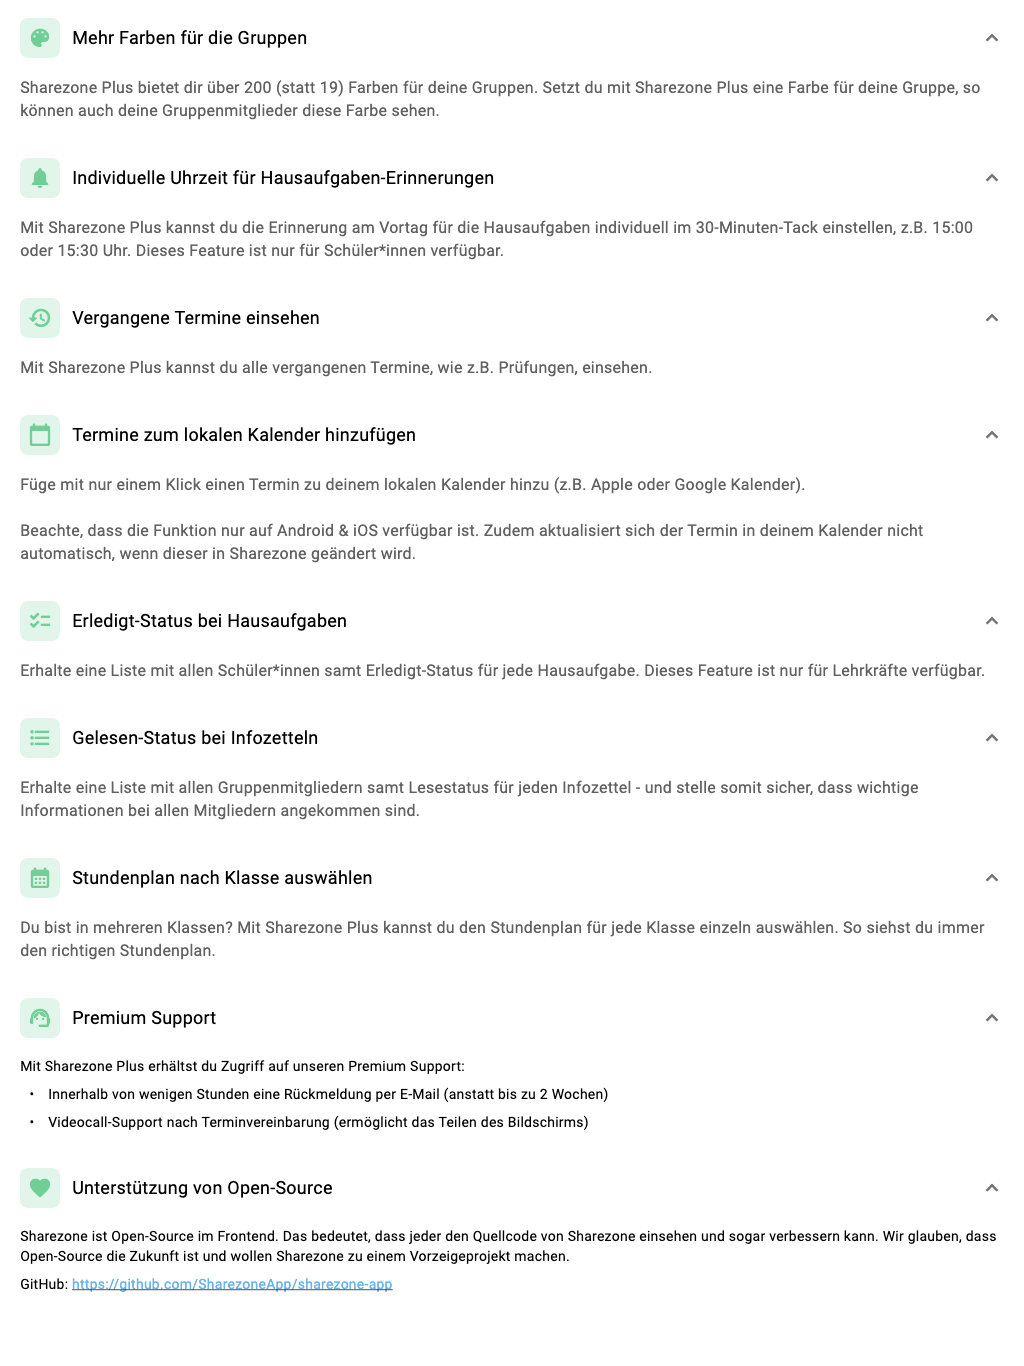 Mehr Farben für die Gruppen
Sharezone Plus bietet dir über 200 (statt 19) Farben für deine Gruppen. Setzt du mit Sharezone Plus eine Farbe für deine Gruppe, so
können auch deine Gruppenmitglieder diese Farbe sehen.
Individuelle Uhrzeit für Hausaufgaben-Erinnerungen
Mit Sharezone Plus kannst du die Erinnerung am Vortag für die Hausaufgaben individuell im 30-Minuten-Tack einstellen, z.B. 15:00
oder 15:30 Uhr. Dieses Feature ist nur für Schüler*innen verfügbar.
Vergangene Termine einsehen
Mit Sharezone Plus kannst du alle vergangenen Termine, wie z.B. Prüfungen, einsehen.
Termine zum lokalen Kalender hinzufügen
Füge mit nur einem Klick einen Termin zu deinem lokalen Kalender hinzu (z.B. Apple oder Google Kalender).
Beachte, dass die Funktion nur auf Android & iOS verfügbar ist. Zudem aktualisiert sich der Termin in deinem Kalender nicht
automatisch, wenn dieser in Sharezone geändert wird.
Erledigt-Status bei Hausaufgaben
Erhalte eine Liste mit allen Schüler*innen samt Erledigt-Status für jede Hausaufgabe. Dieses Feature ist nur für Lehrkräfte verfügbar.
Gelesen-Status bei Infozetteln
Erhalte eine Liste mit allen Gruppenmitgliedern samt Lesestatus für jeden Infozettel - und stelle somit sicher, dass wichtige
Informationen bei allen Mitgliedern angekommen sind.
Stundenplan nach Klasse auswählen
Du bist in mehreren Klassen? Mit Sharezone Plus kannst du den Stundenplan für jede Klasse einzeln auswählen. So siehst du immer
den richtigen Stundenplan.
Premium Support
Mit Sharezone Plus erhältst du Zugriff auf unseren Premium Support:
• Innerhalb von wenigen Stunden eine Rückmeldung per E-Mail (anstatt bis zu 2 Wochen)
• Videocall-Support nach Terminvereinbarung (ermöglicht das Teilen des Bildschirms)
Unterstützung von Open-Source
Sharezone ist Open-Source im Frontend. Das bedeutet, dass jeder den Quellcode von Sharezone einsehen und sogar verbessern kann. Wir glauben, dass
Open-Source die Zukunft ist und wollen Sharezone zu einem Vorzeigeprojekt machen.
GitHub: https://github.com/SharezoneApp/sharezone-app